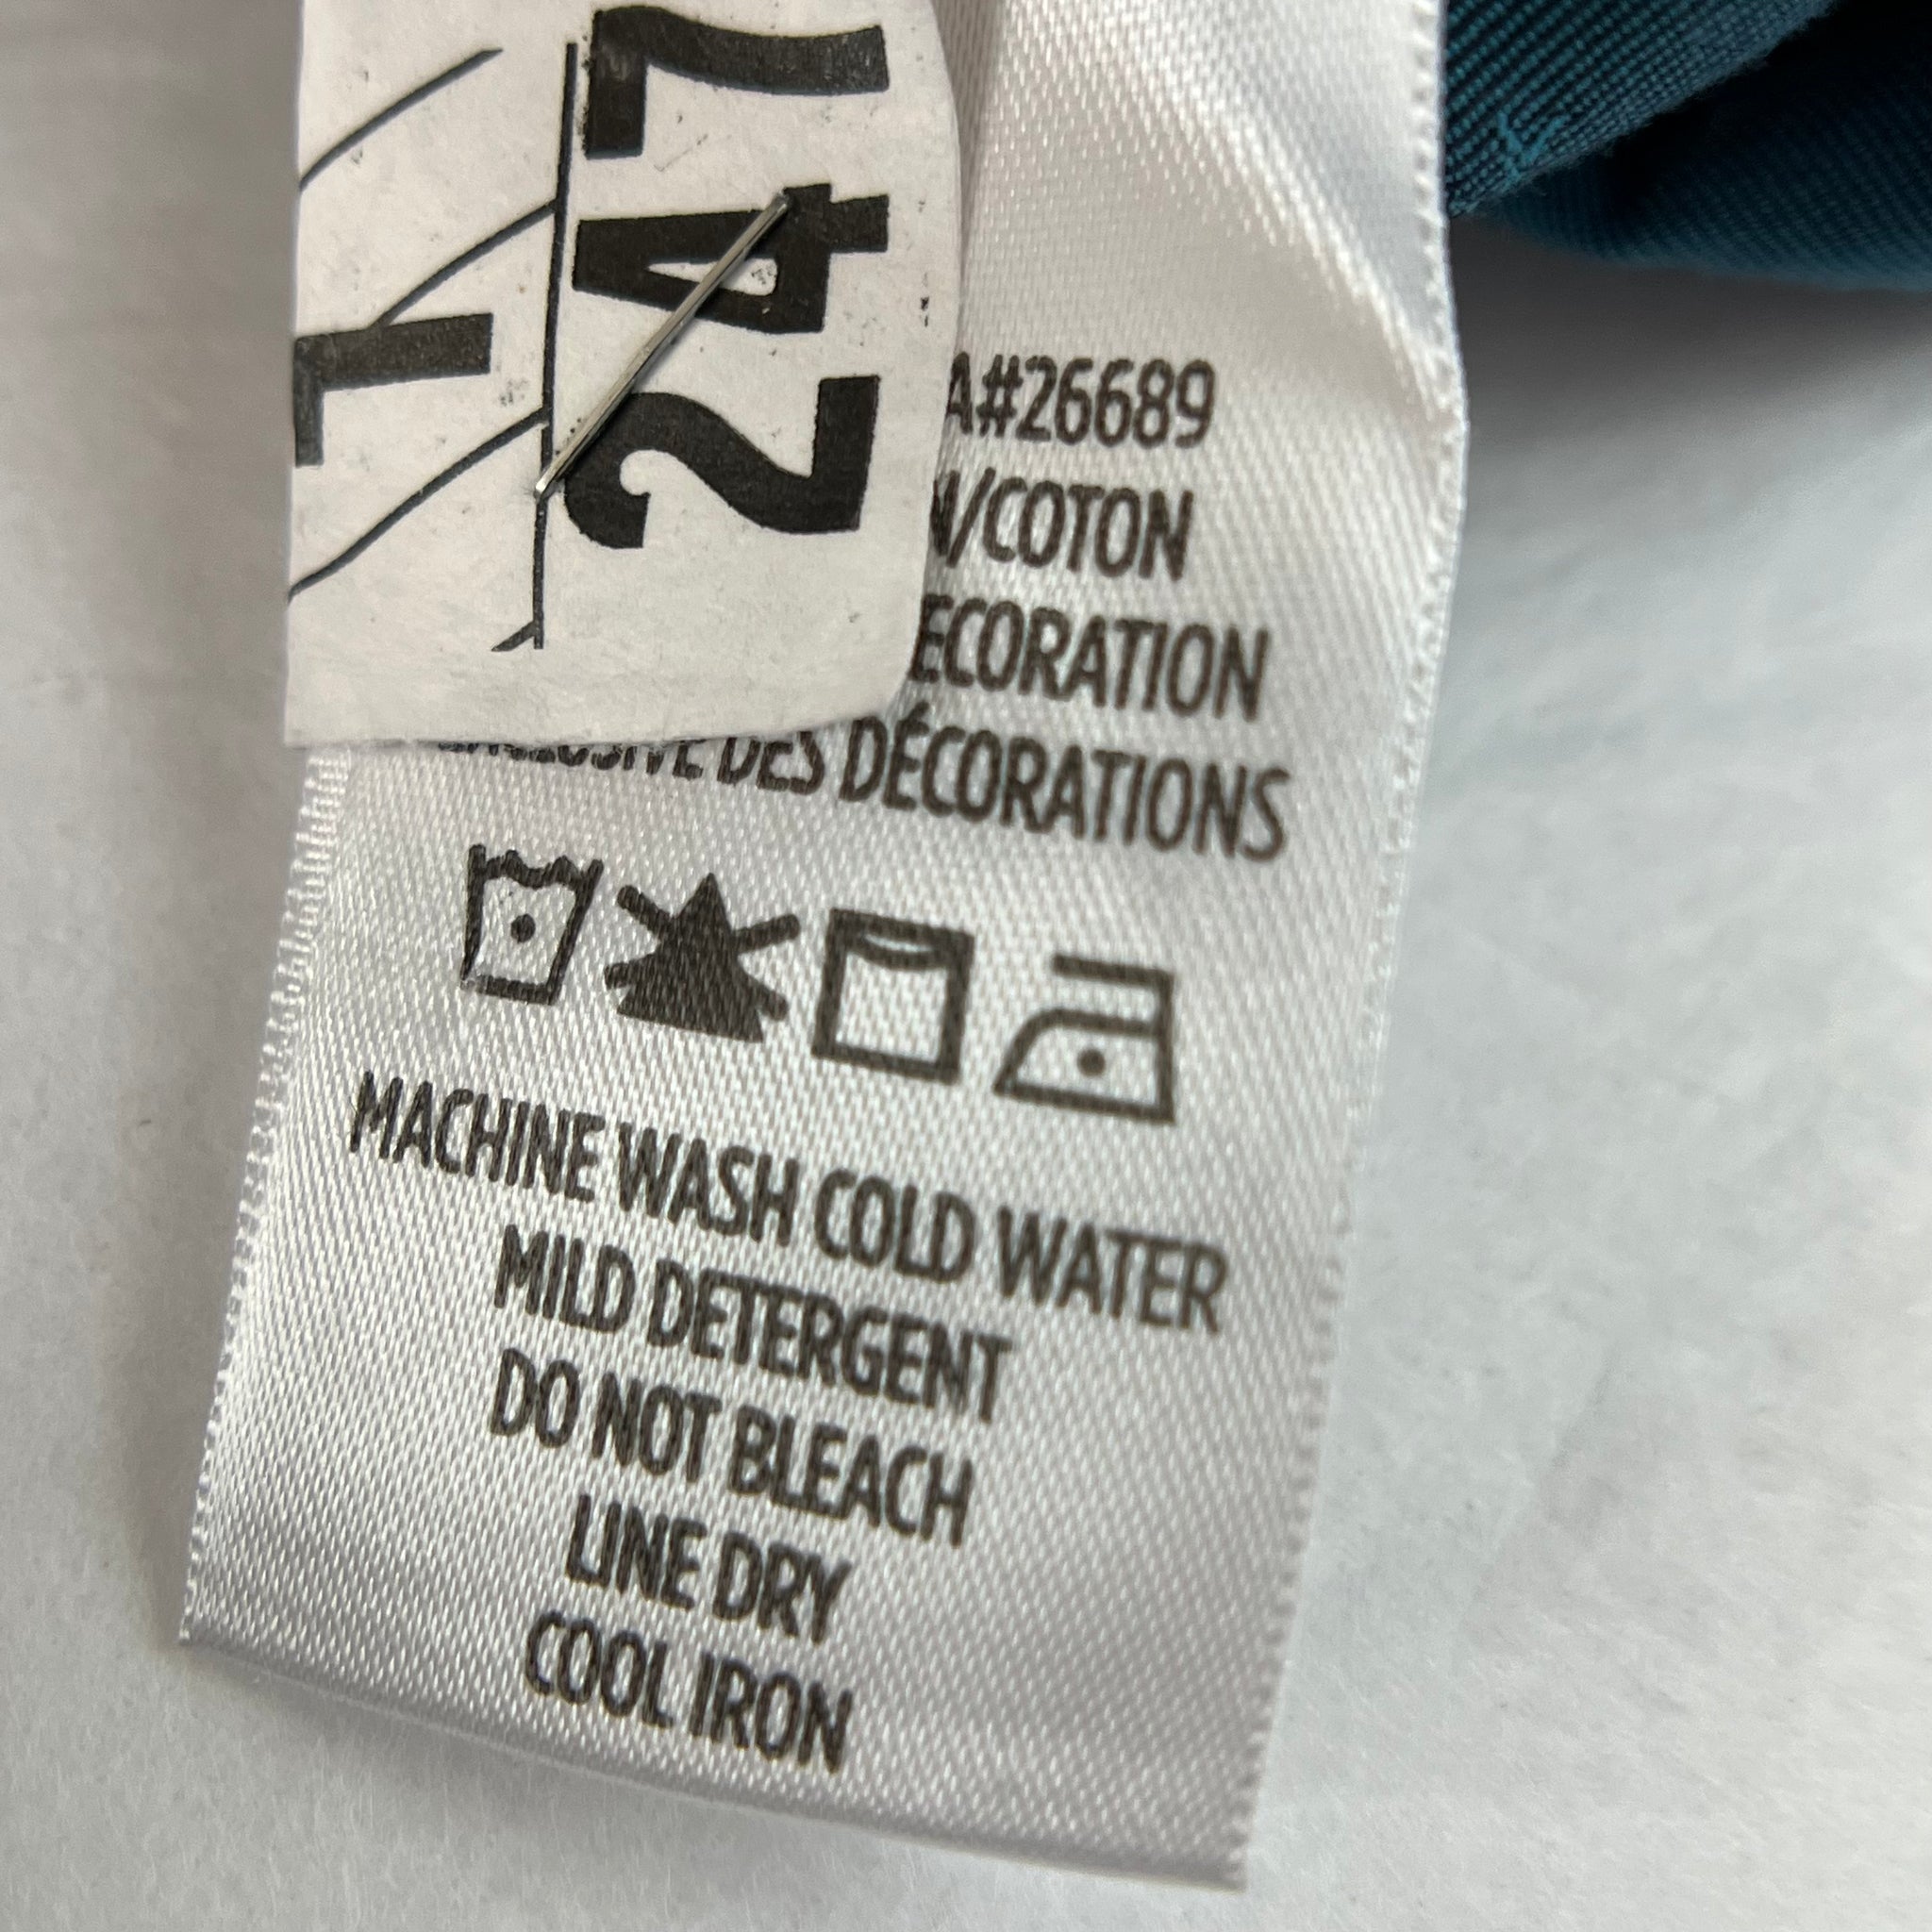 247
A#26689
/COTON
ECORATION
DES DÉCORATIONS
MACHINE WASH COLD WATER
MILD DETERGENT
DO NOT BLEACH
LINE DRY
COOL IRON